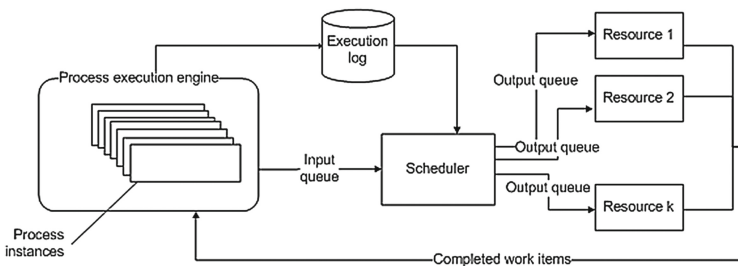 Execution
log
Process execution engine
Resource 1
Output queue
Resource 2
Input
queue
Scheduler
Output queue
Output queue
Resource k
Process
instances
Completed work items